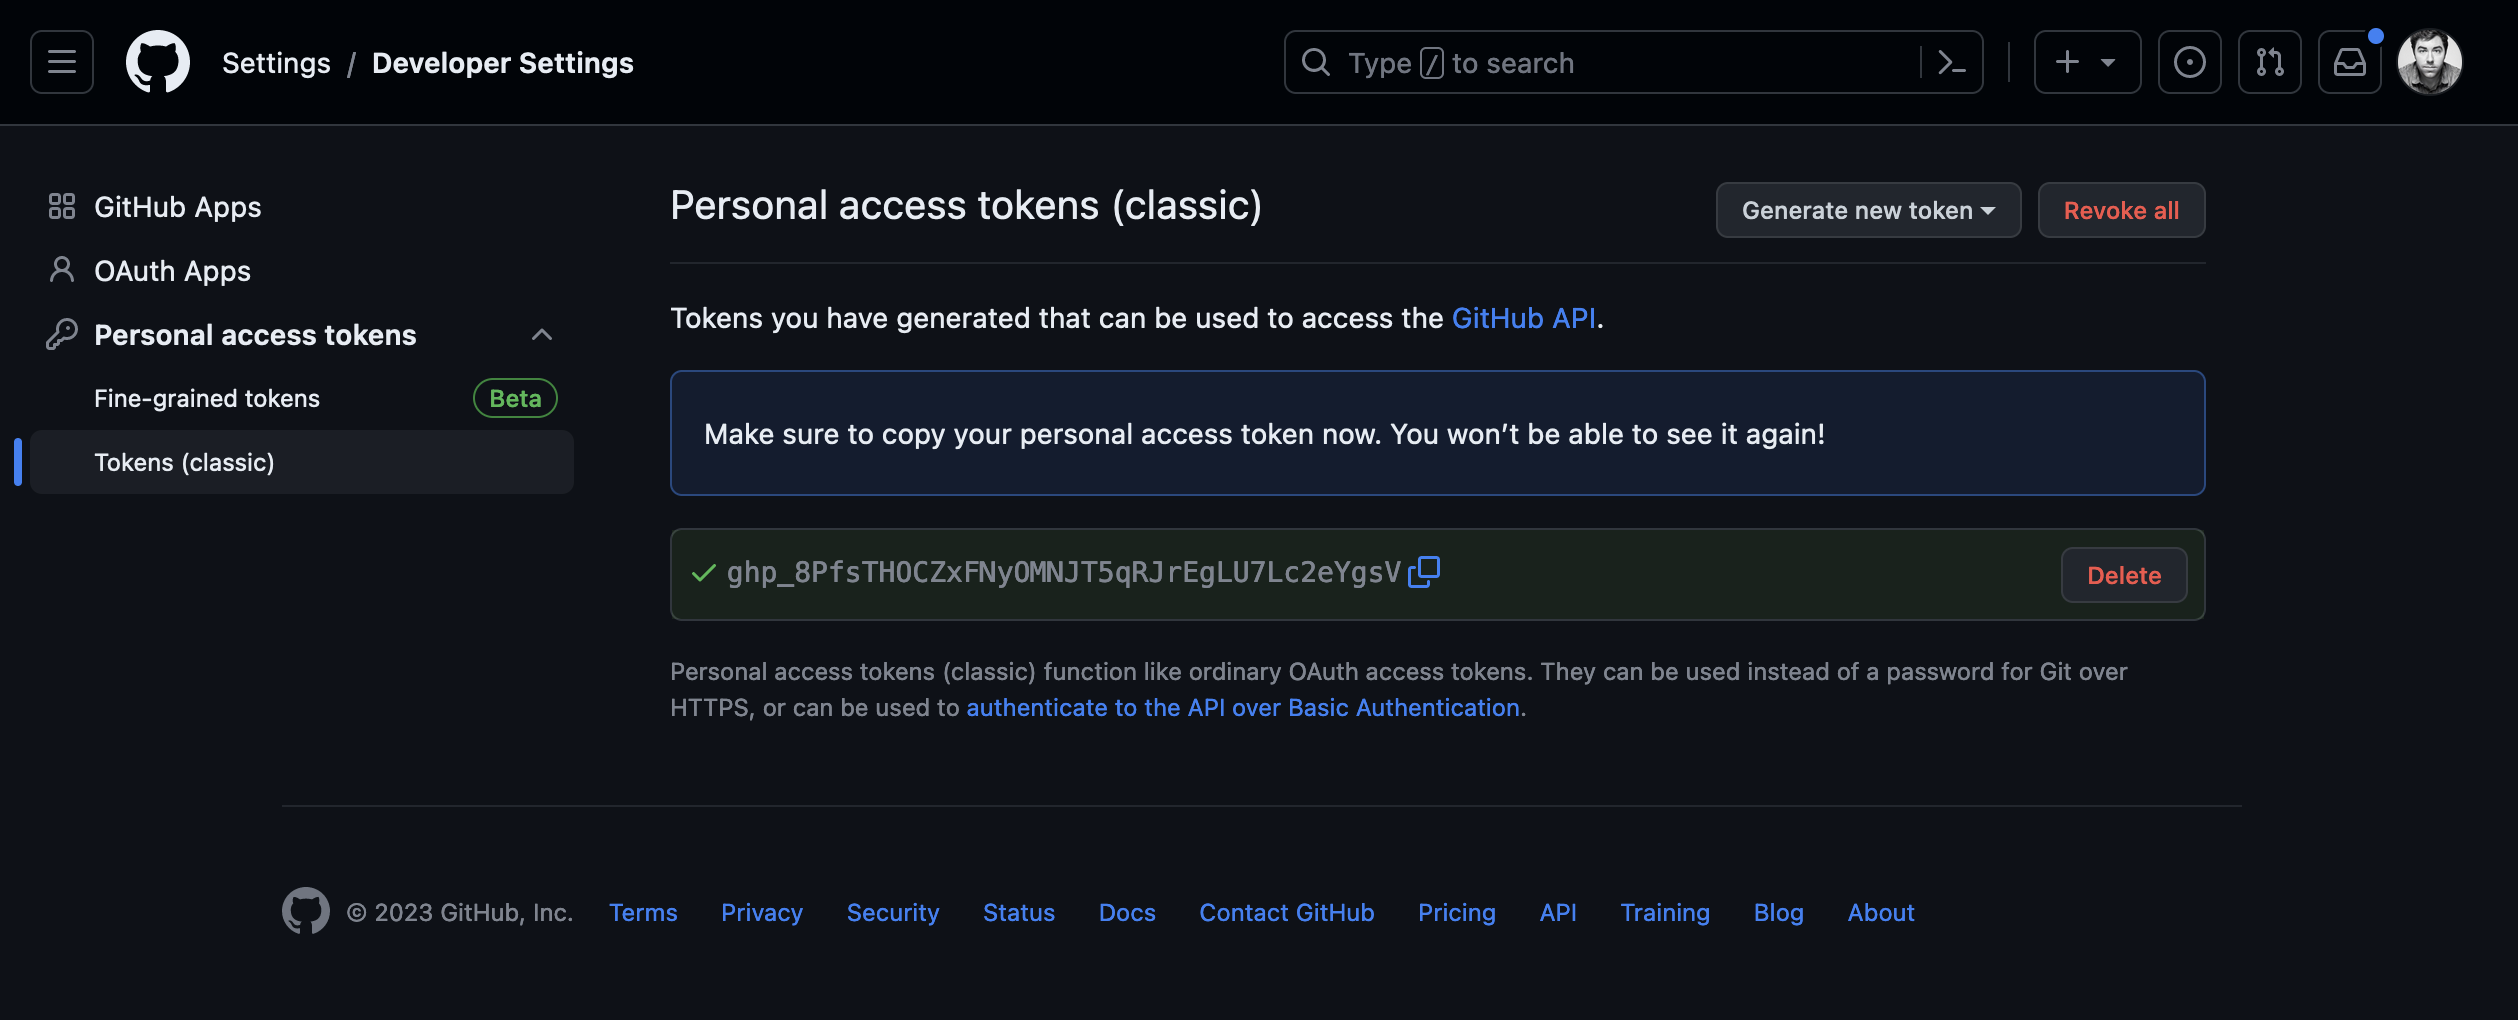 Settings / Developer Settings
Type / to search
GitHub Apps
OAuth Apps
Personal access tokens
Fine-grained tokens Beta
Tokens (classic)
Personal access tokens (classic)
Generate new token
Revoke all
Tokens you have generated that can be used to access the GitHub API.
Make sure to copy your personal access token now. You won’t be able to see it again!
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
Delete
Personal access tokens (classic) function like ordinary OAuth access tokens. They can be used instead of a password for Git over
HTTPS, or can be used to authenticate to the API over Basic Authentication.
© 2023 GitHub, Inc. Terms Privacy Security Status Docs Contact GitHub Pricing API Training Blog About